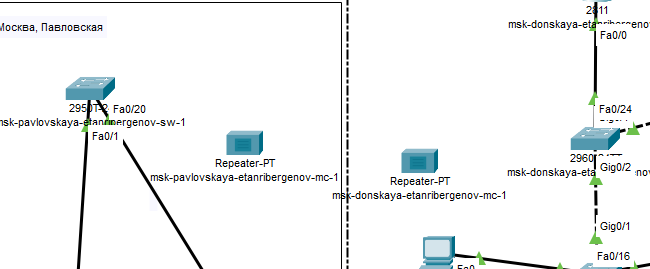 Москва, Павловская
2950T-2
Fa0/20
msk-pavlovskaya-etanribergenov-sw-1
Fa0/1
Repeater-PT
msk-pavlovskaya-etanribergenov-mc-1
2811
msk-donskaya-etanribergenov
Fa0/0
Fa0/24
2960
msk-donskaya-eta
Gig0/2
Repeater-PT
msk-donskaya-etanribergenov-mc-1
Gig0/1
Fa0/16
Fa0